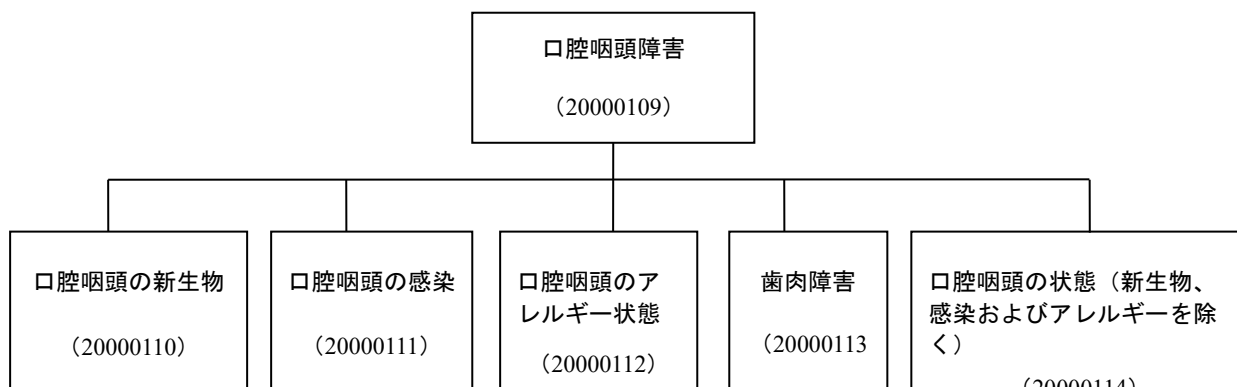 口腔咽頭障害
（20000109）
口腔咽頭の新生物
（20000110）
口腔咽頭の感染
（20000111）
口腔咽頭のア
レルギー状態
（20000112）
歯肉障害
（20000113
口腔咽頭の状態（新生物、
感染およびアレルギーを除
く）
（20000114）